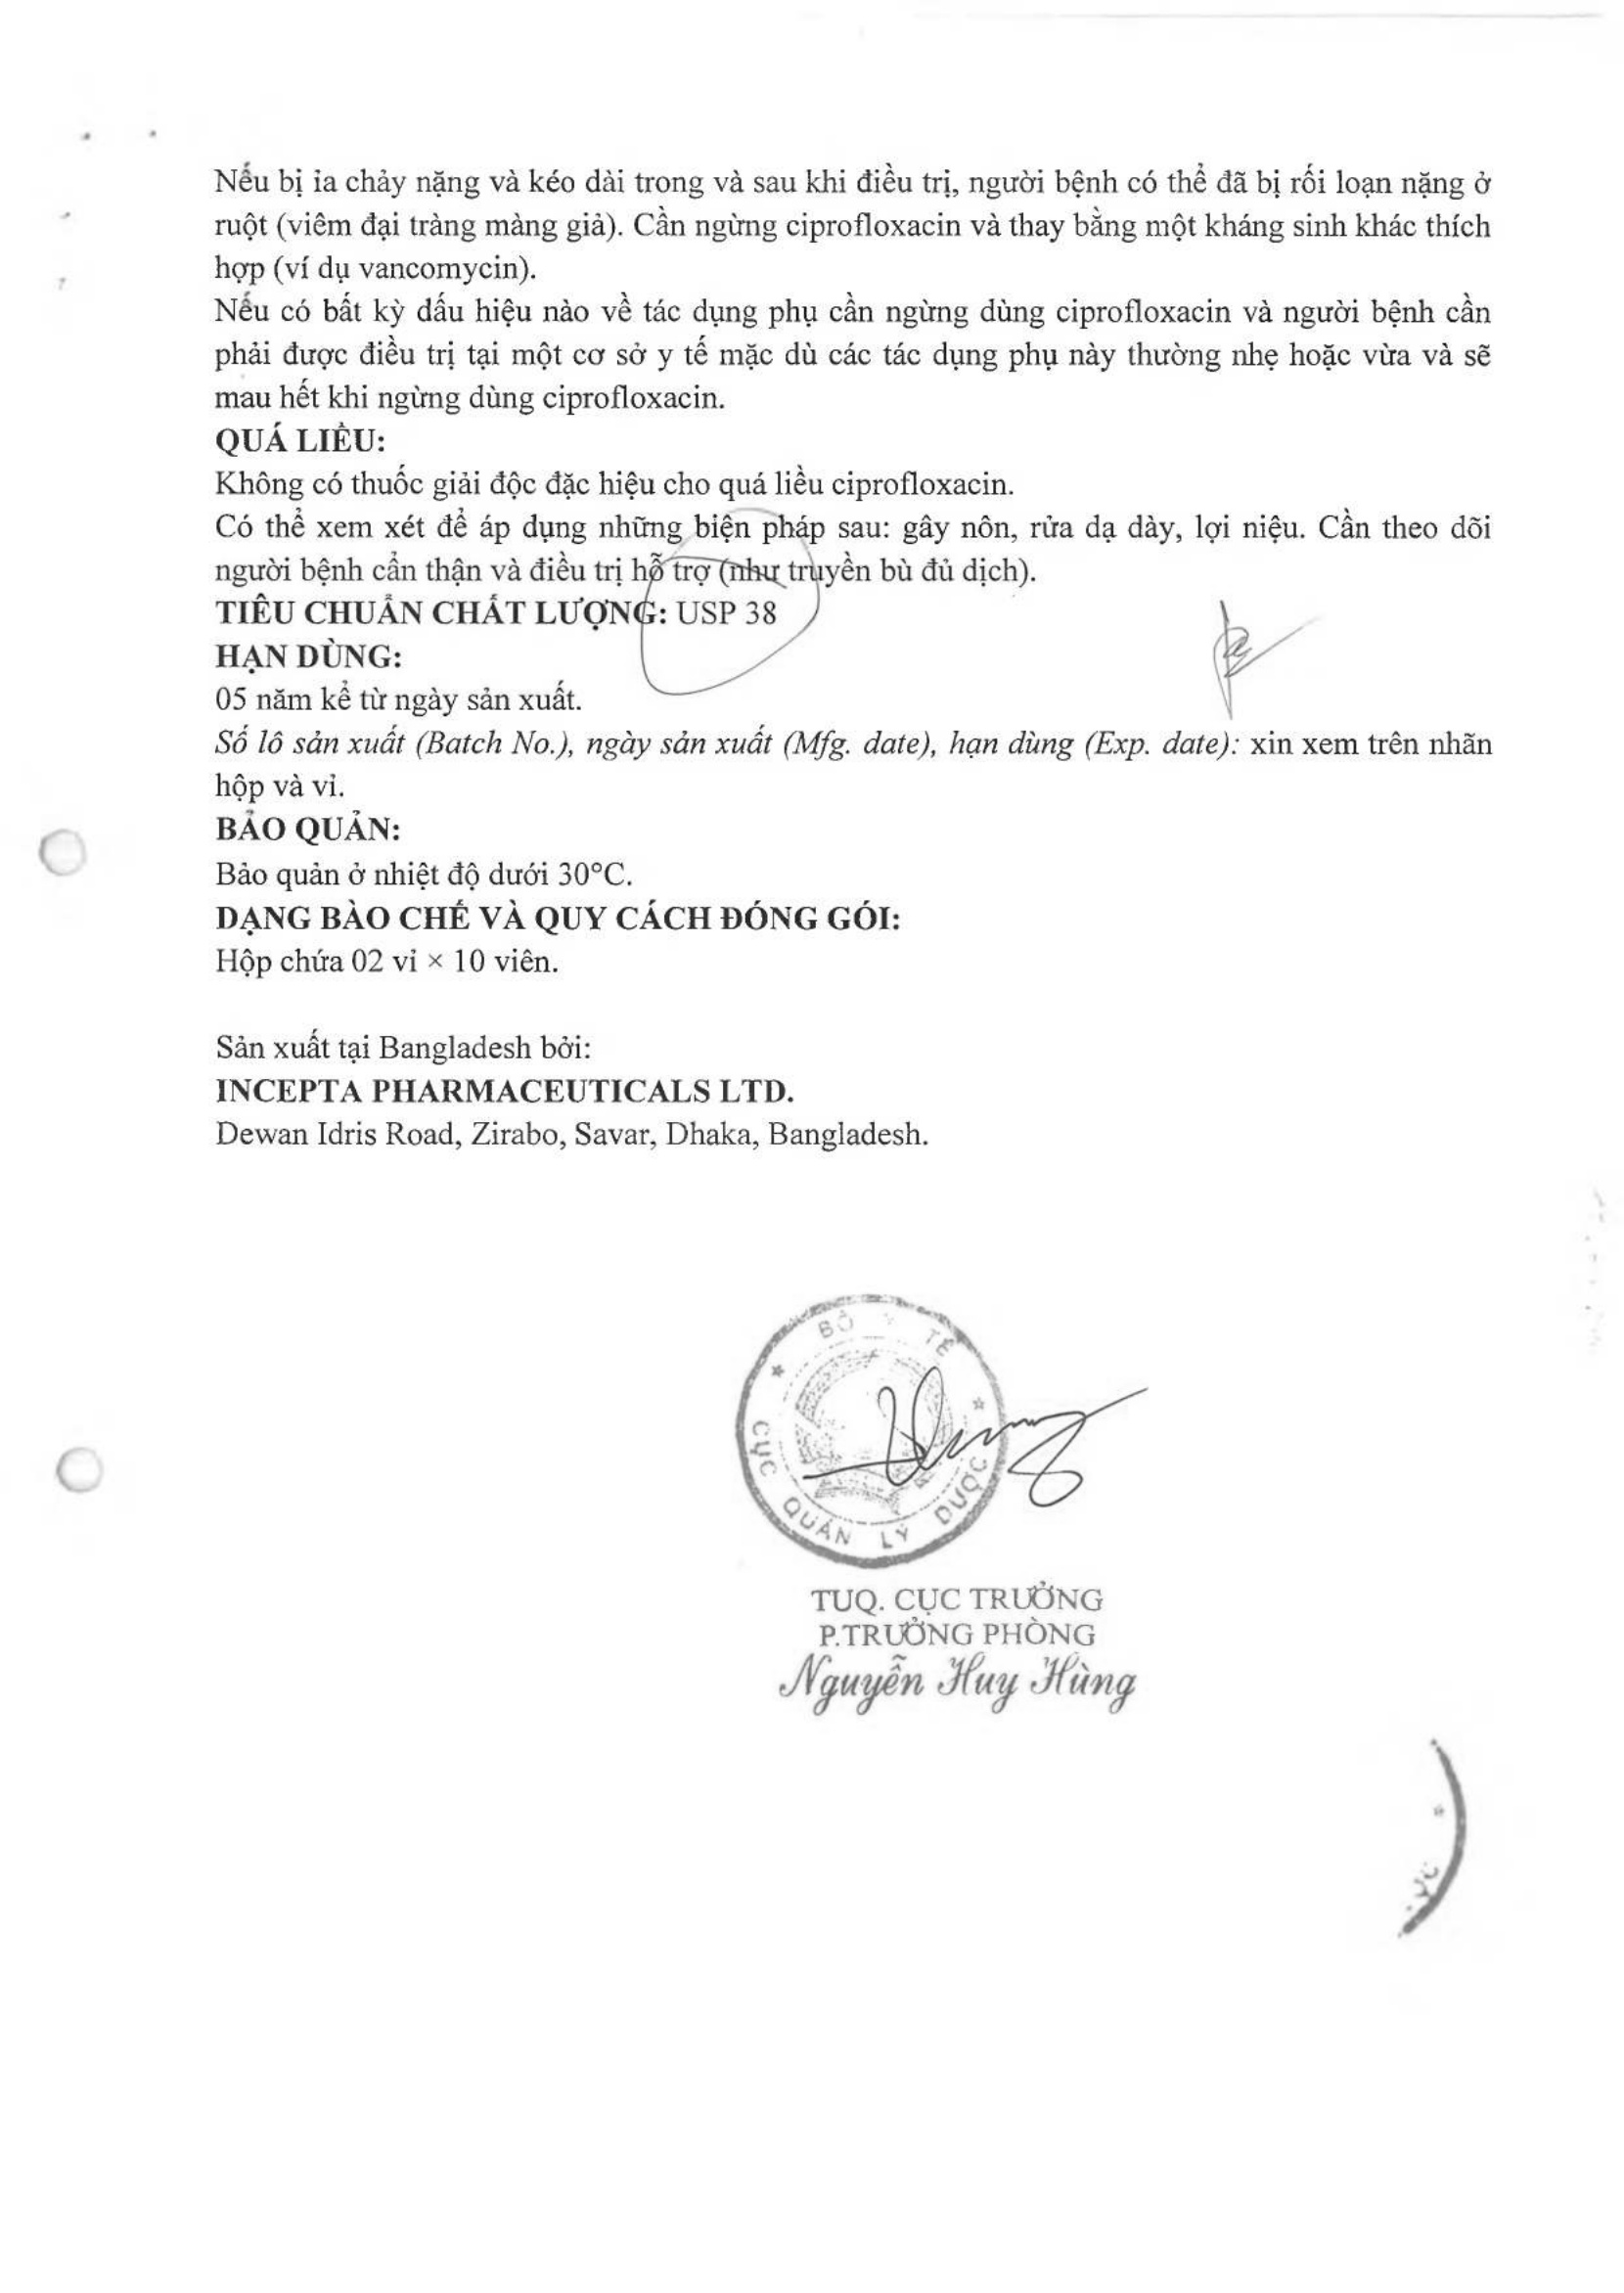 Nếu bị ỉa chảy nặng và kéo dài trong và sau khi điều trị, người bệnh có thể đã bị rối loạn nặng ở
ruột (viêm đại tràng màng giả). Cần ngừng ciprofloxacin và thay bằng một kháng sinh khác thích
hợp (ví dụ vancomycin).
Nếu có bất kỳ dấu hiệu nào về tác dụng phụ cần ngừng dùng ciprofloxacin và người bệnh cần
phải được điều trị tại một cơ sở y tế mặc dù các tác dụng phụ này thường nhẹ hoặc vừa và sẽ
mau hết khi ngừng dùng ciprofloxacin.
QUÁ LIỀU:
Không có thuốc giải độc đặc hiệu cho quá liều ciprofloxacin.
Có thể xem xét để áp dụng những biện pháp sau: gây nôn, rửa dạ dày, lợi niệu. Cần theo dõi
người bệnh cẩn thận và điều trị hỗ trợ (như truyền bù đủ dịch).
TIÊU CHUẨN CHẤT LƯỢNG: USP 38
HẠN DÙNG:
05 năm kể từ ngày sản xuất.
Số lô sản xuất (Batch No.), ngày sản xuất (Mfg. date), hạn dùng (Exp. date): xin xem trên nhãn
hộp và vỉ.
BẢO QUẢN:
Bảo quản ở nhiệt độ dưới 30°C.
DẠNG BÀO CHẾ VÀ QUY CÁCH ĐÓNG GÓI:
Hộp chứa 02 vỉ × 10 viên.
Sản xuất tại Bangladesh bởi:
INCEPTA PHARMACEUTICALS LTD.
Dewan Idris Road, Zirabo, Savar, Dhaka, Bangladesh.
BỘ Y TẾ
CỤC QUẢN LÝ DƯỢC
TUQ. CỤC TRƯỞNG
P.TRƯỞNG PHÒNG
Nguyễn Huy Hùng